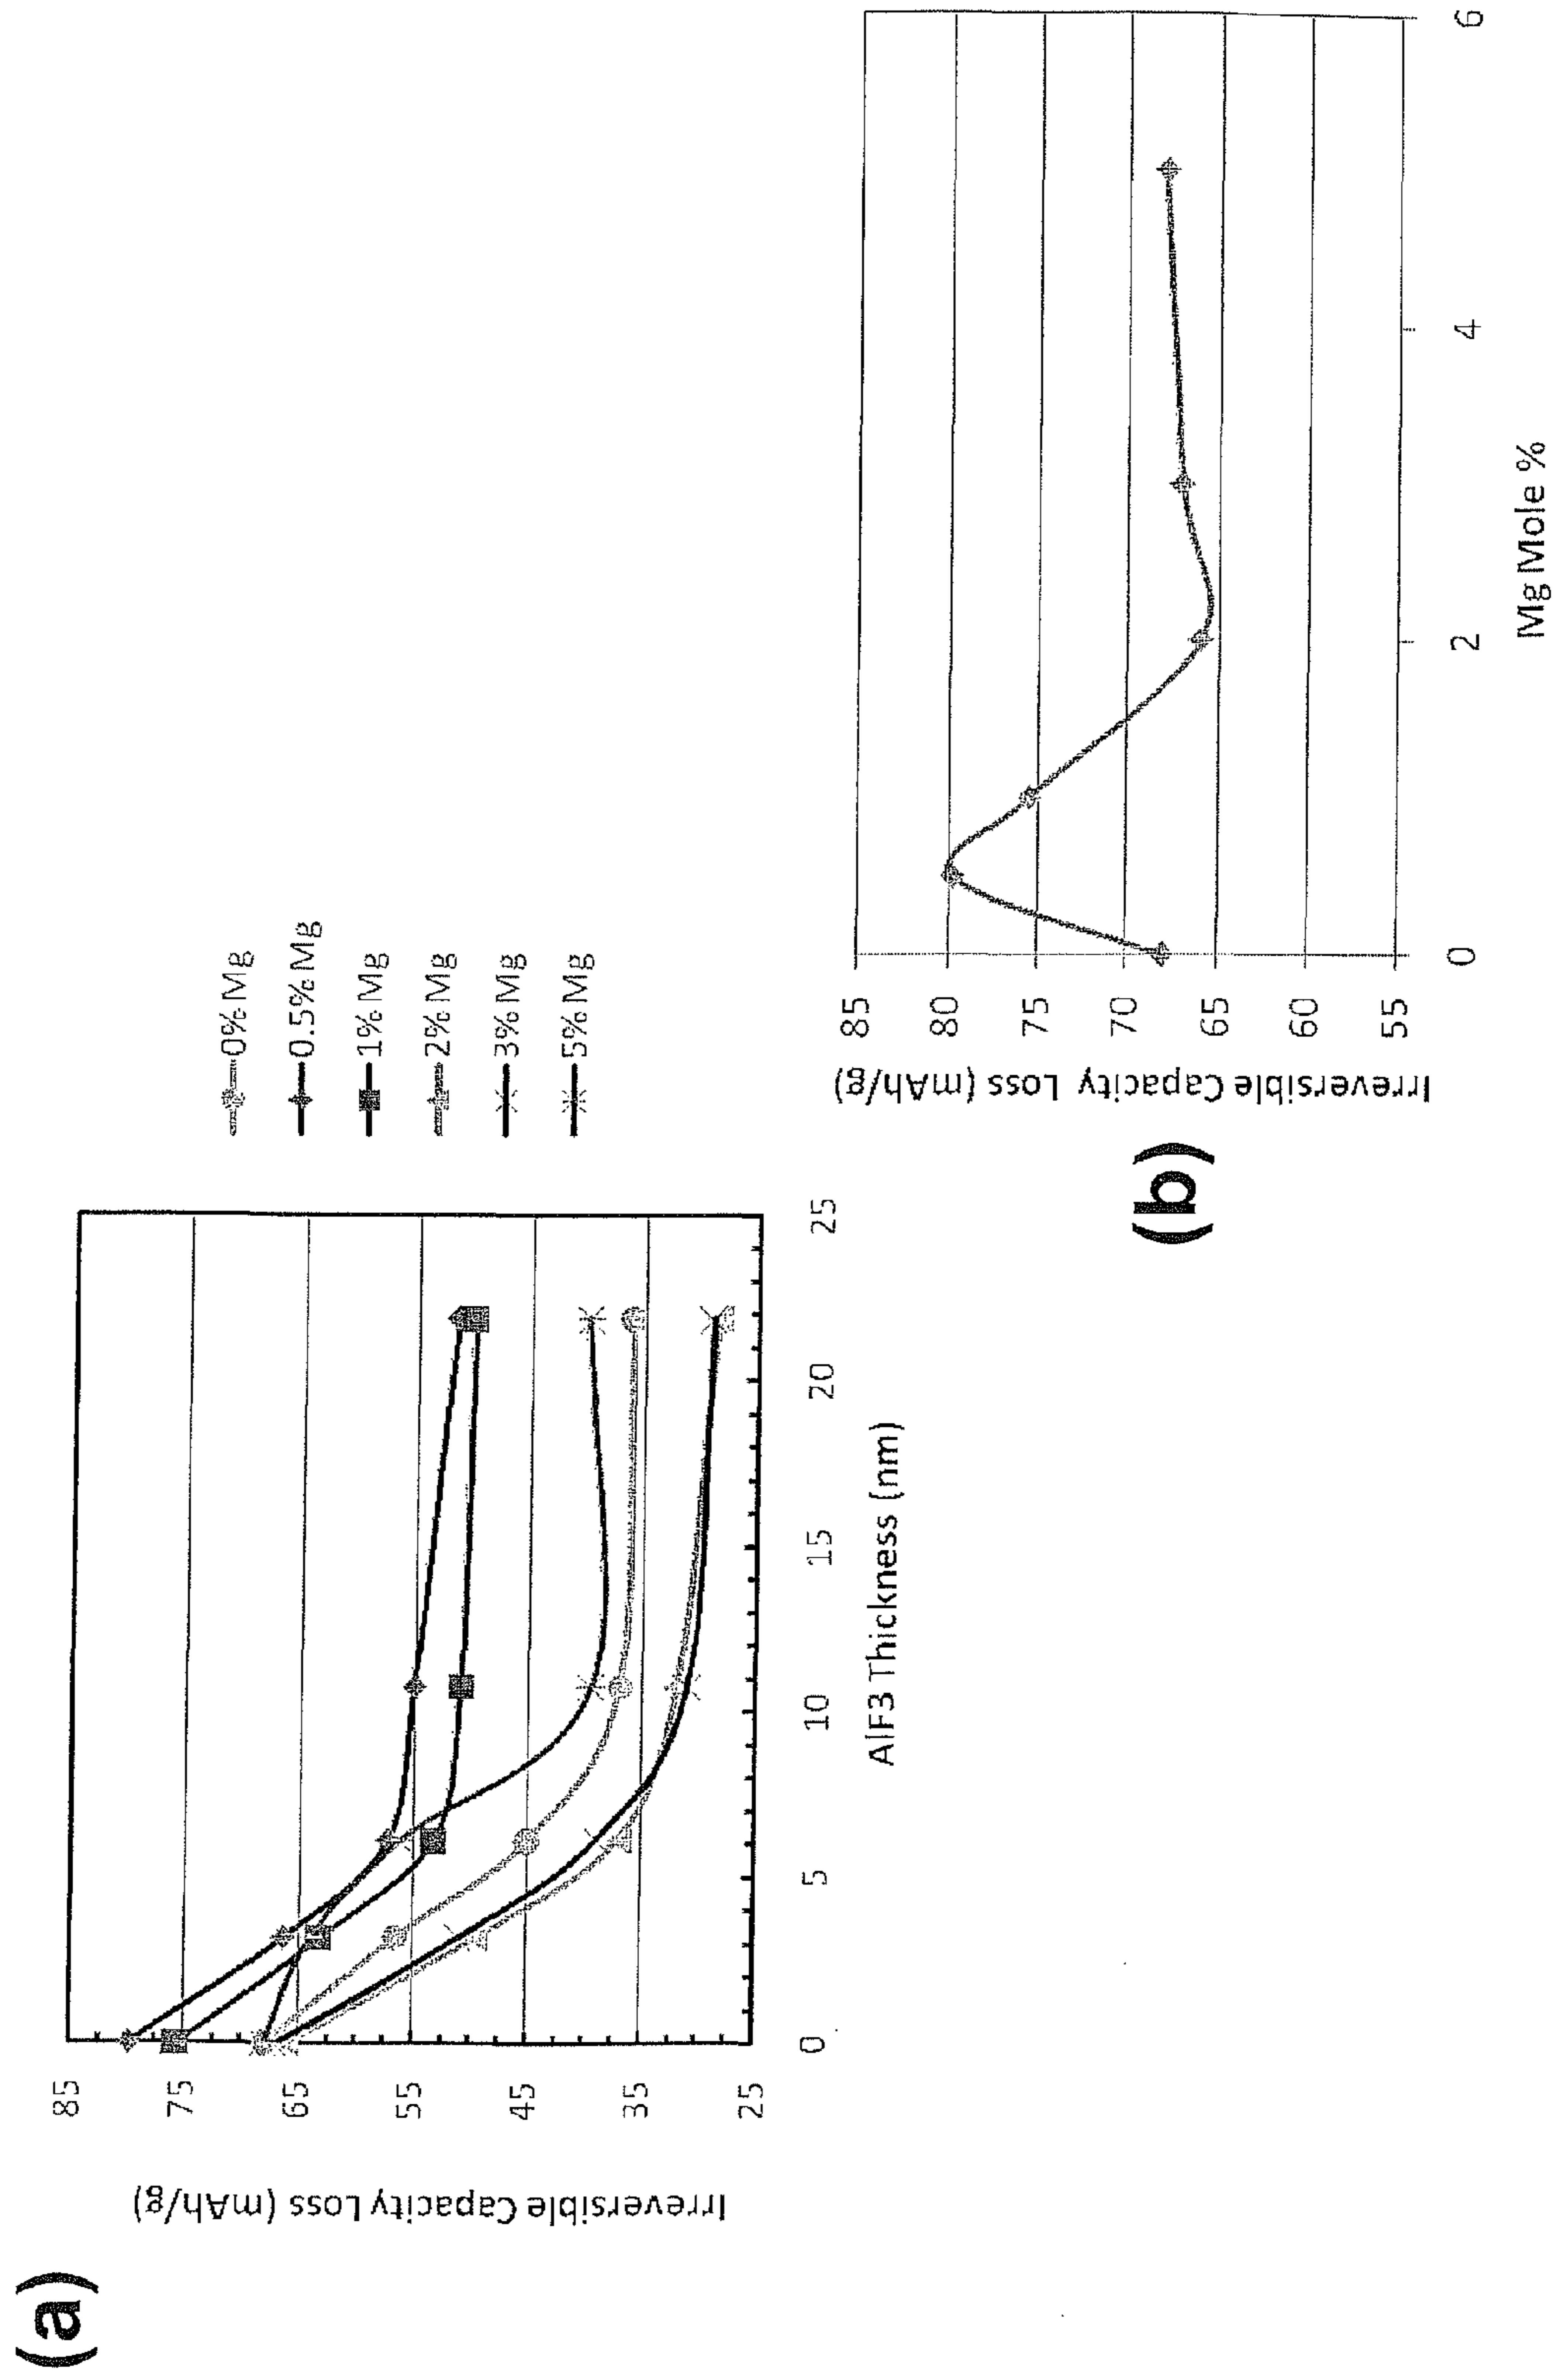 (a)
Irreversible Capacity Loss (mAh/g)
85
75
65
55
45
35
25
0
5
10
15
20
25
AlF3 Thickness (nm)
0% Mg
0.5% Mg
1% Mg
2% Mg
3% Mg
5% Mg
(b)
Irreversible Capacity Loss (mAh/g)
85
80
75
70
65
60
55
0
2
4
6
Mg Mole %